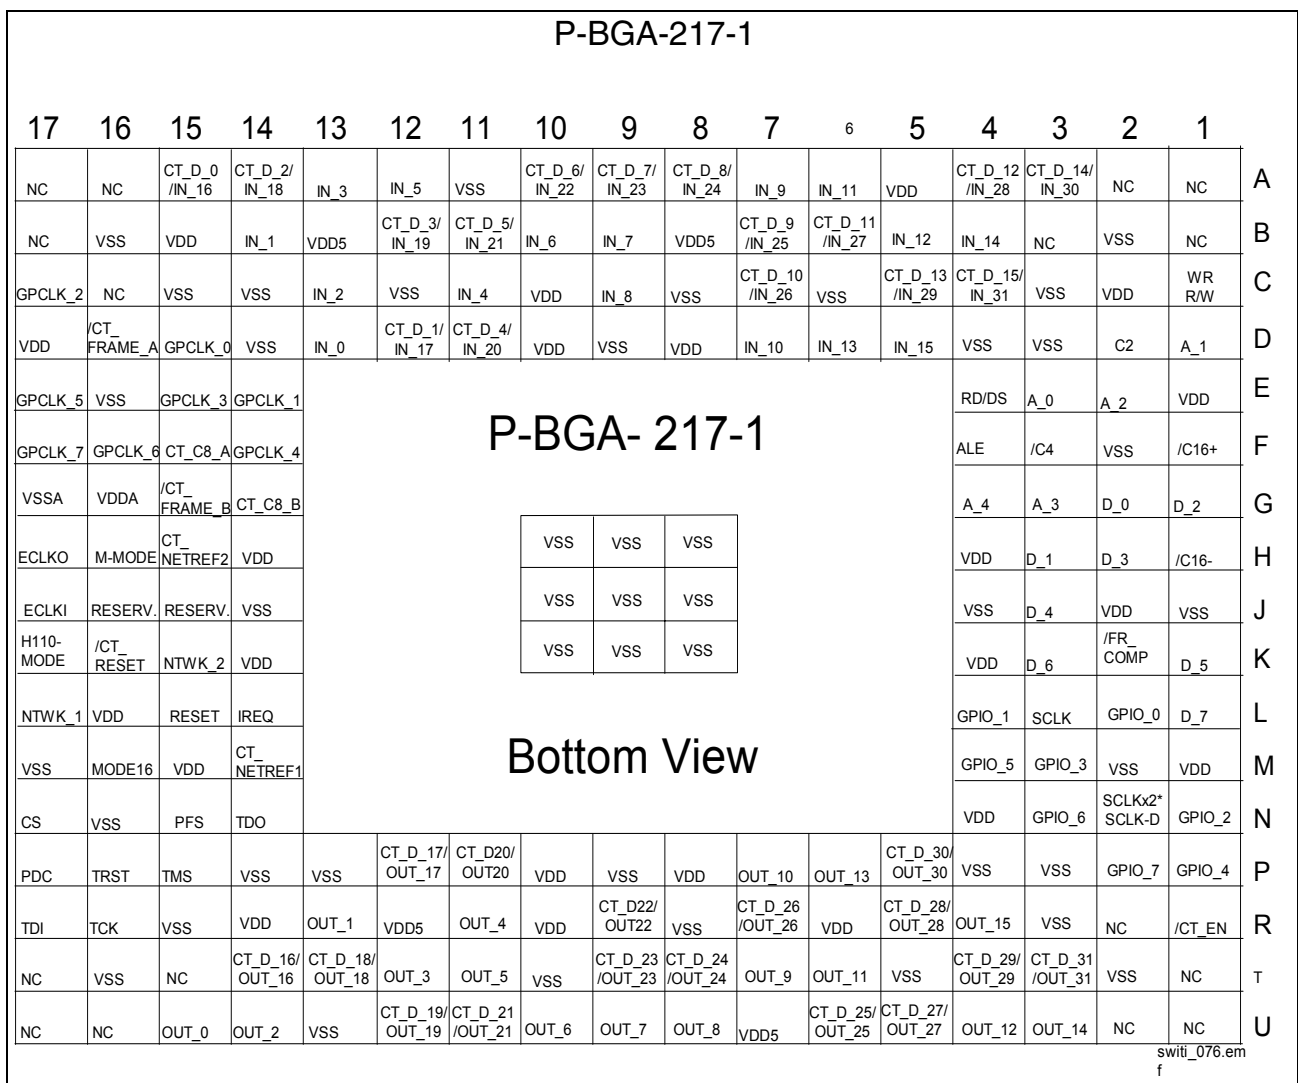 P-BGA-217-1
17 16 15 14 13 12 11 10 9 8 7 6 5 4 3 2 1
NC NC CT_D_0 /IN_16 CT_D_2/ IN_18 IN_3 IN_5 VSS CT_D_6/ IN_22 CT_D_7/ IN_23 CT_D_8/ IN_24 IN_9 IN_11 VDD CT_D_12 /IN_28 CT_D_14/ IN_30 NC NC A
NC VSS VDD IN_1 VDD5 CT_D_3/ IN_19 CT_D_5/ IN_21 IN_6 IN_7 VDD5 CT_D_9 /IN_25 CT_D_11 /IN_27 IN_12 IN_14 NC VSS NC B
GPCLK_2 NC VSS VSS IN_2 VSS IN_4 VDD IN_8 VSS CT_D_10 /IN_26 VSS CT_D_13 /IN_29 CT_D_15/ IN_31 VSS VDD WR R/W C
VDD /CT_ FRAME_A GPCLK_0 VSS IN_0 CT_D_1/ IN_17 CT_D_4/ IN_20 VDD VSS VDD IN_10 IN_13 IN_15 VSS VSS C2 A_1 D
GPCLK_5 VSS GPCLK_3 GPCLK_1 RD/DS A_0 A_2 VDD E
P-BGA- 217-1
GPCLK_7 GPCLK_6 CT_C8_A GPCLK_4 ALE /C4 VSS /C16+ F
VSSA VDDA /CT_ FRAME_B CT_C8_B A_4 A_3 D_0 D_2 G
ECLKO M-MODE CT_ NETREF2 VDD VSS VSS VSS VDD D_1 D_3 /C16- H
ECLKI RESERV. RESERV. VSS VSS VSS VSS VSS D_4 VDD VSS J
H110- MODE /CT_ RESET NTWK_2 VDD VSS VSS VSS VDD D_6 /FR_ COMP D_5 K
NTWK_1 VDD RESET IREQ GPIO_1 SCLK GPIO_0 D_7 L
Bottom View
VSS MODE16 VDD CT_ NETREF1 GPIO_5 GPIO_3 VSS VDD M
CS VSS PFS TDO VDD GPIO_6 SCLKx2* SCLK-D GPIO_2 N
PDC TRST TMS VSS VSS CT_D_17/ OUT_17 CT_D20/ OUT20 VDD VSS VDD OUT_10 OUT_13 CT_D_30/ OUT_30 VSS VSS GPIO_7 GPIO_4 P
TDI TCK VSS VDD OUT_1 VDD5 OUT_4 VDD CT_D22/ OUT22 VSS CT_D_26 /OUT_26 VDD CT_D_28/ OUT_28 OUT_15 VSS NC /CT_EN R
NC VSS NC CT_D_16/ OUT_16 CT_D_18/ OUT_18 OUT_3 OUT_5 VSS CT_D_23 /OUT_23 CT_D_24 /OUT_24 OUT_9 OUT_11 VSS CT_D_29/ OUT_29 CT_D_31 /OUT_31 VSS NC T
NC NC OUT_0 OUT_2 VSS CT_D_19/ OUT_19 CT_D_21 /OUT_21 OUT_6 OUT_7 OUT_8 VDD5 CT_D_25/ OUT_25 CT_D_27/ OUT_27 OUT_12 OUT_14 NC NC U
switi_076.em
f